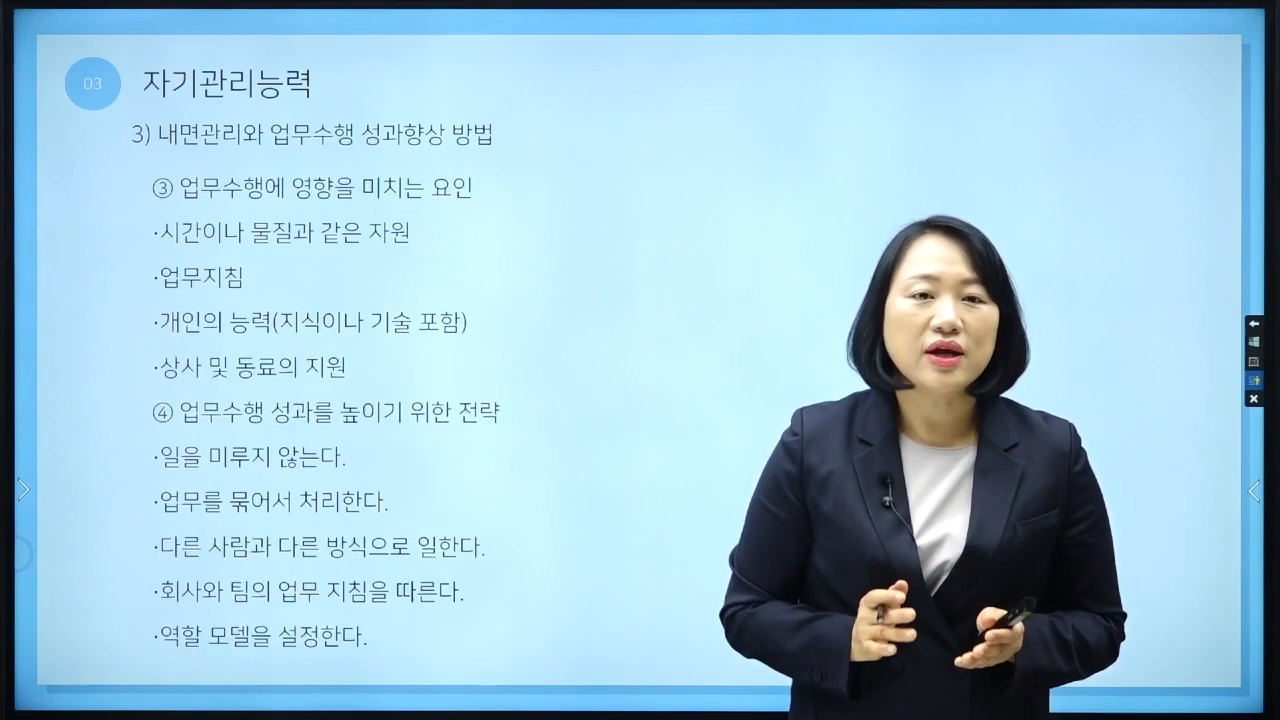 03
자기관리능력
3) 내면관리와 업무수행 성과향상 방법
③ 업무수행에 영향을 미치는 요인
·시간이나 물질과 같은 자원
·업무지침
·개인의 능력(지식이나 기술 포함)
·상사 및 동료의 지원
④ 업무수행 성과를 높이기 위한 전략
·일을 미루지 않는다.
·업무를 묶어서 처리한다.
·다른 사람과 다른 방식으로 일한다.
·회사와 팀의 업무 지침을 따른다.
·역할 모델을 설정한다.